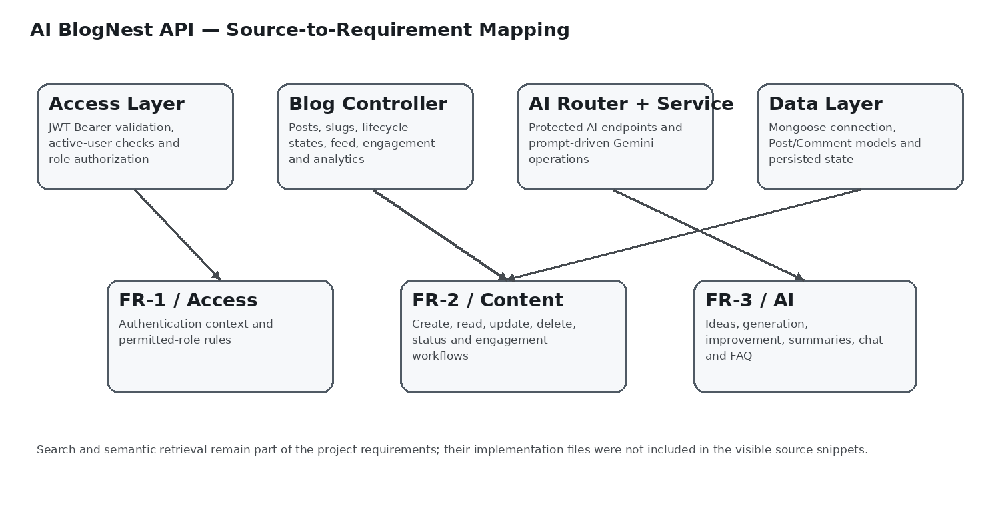 AI BlogNest API — Source-to-Requirement Mapping
Access Layer
JWT Bearer validation,
active-user checks and
role authorization
Blog Controller
Posts, slugs, lifecycle
states, feed, engagement
and analytics
AI Router + Service
Protected AI endpoints and
prompt-driven Gemini
operations
Data Layer
Mongoose connection,
Post/Comment models and
persisted state
FR-1 / Access
Authentication context and
permitted-role rules
FR-2 / Content
Create, read, update, delete,
status and engagement
workflows
FR-3 / AI
Ideas, generation,
improvement, summaries, chat
and FAQ
Search and semantic retrieval remain part of the project requirements; their implementation files were not included in the visible source snippets.